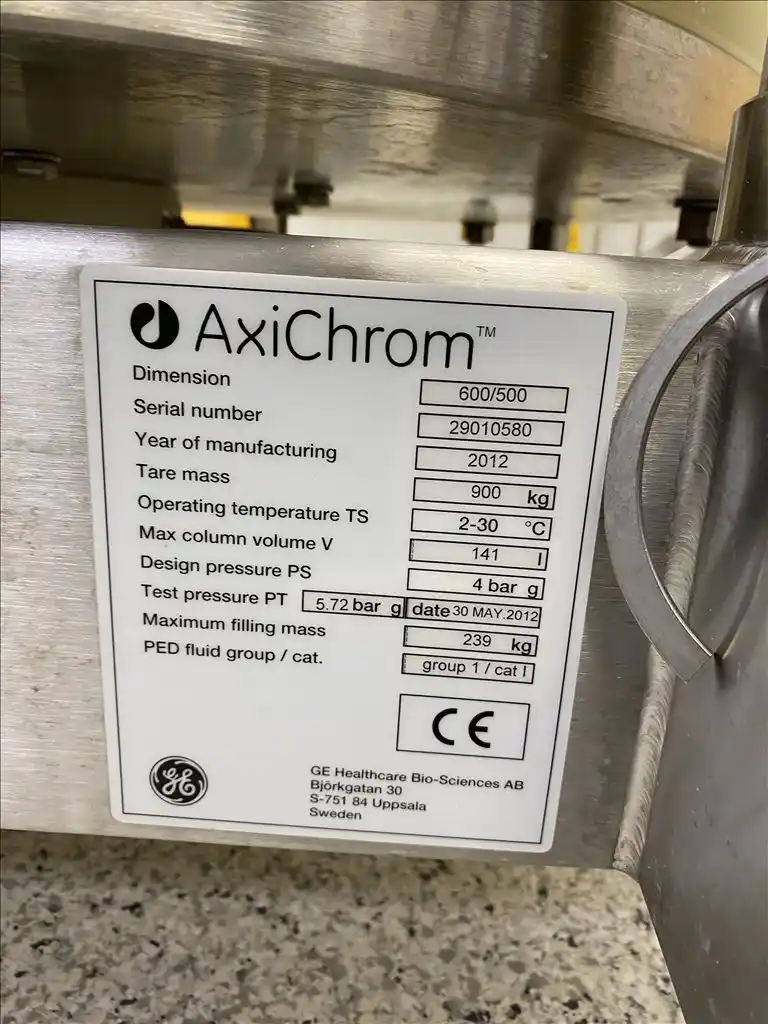 AxiChrom™
Dimension 600/500
Serial number 29010580
Year of manufacturing 2012
Tare mass 900 kg
Operating temperature TS 2-30 °C
Max column volume V 141 l
Design pressure PS 4 bar g
Test pressure PT 5.72 bar g date 30 MAY.2012
Maximum filling mass 239 kg
PED fluid group / cat. group 1 / cat I
CE
GE
GE Healthcare Bio-Sciences AB
Björkgatan 30
S-751 84 Uppsala
Sweden